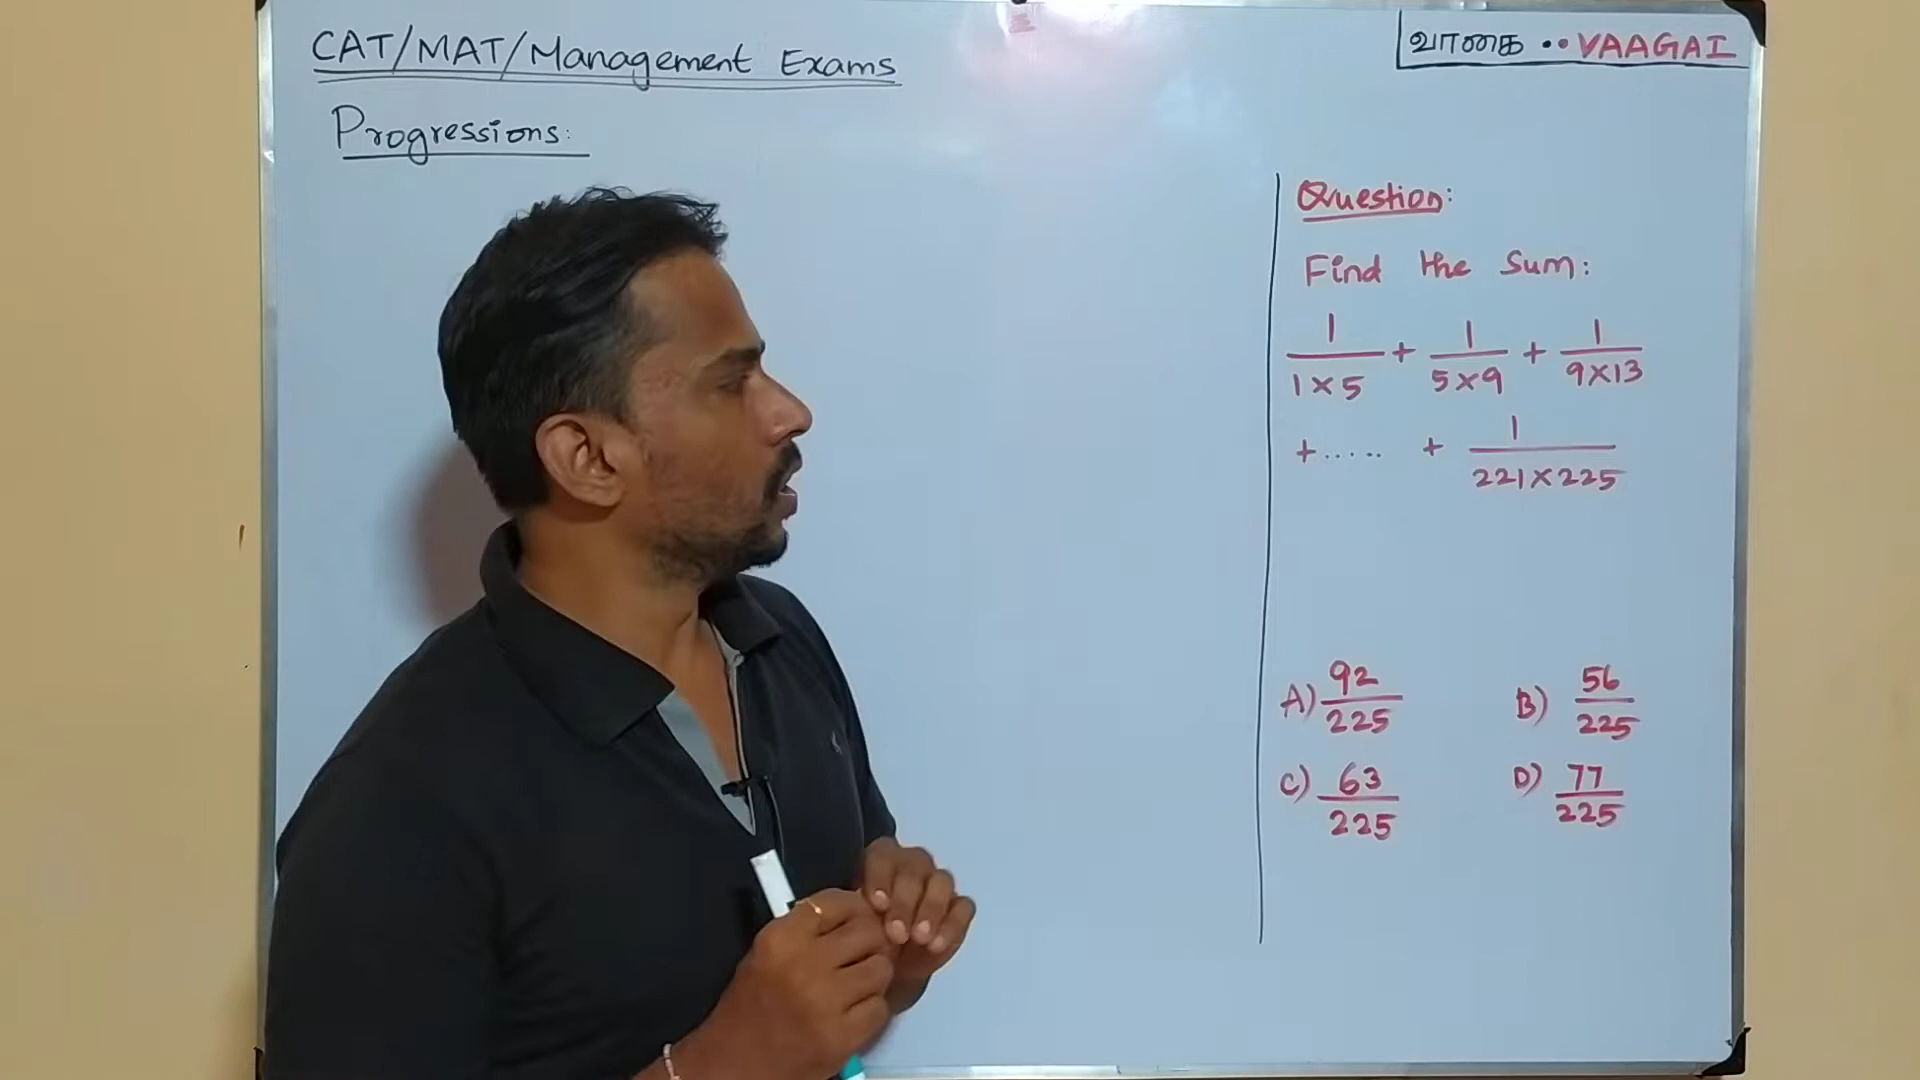 CAT/MAT/Management Exams
வாகை ..VAAGAI
Progressions:
Question:
Find the Sum:
1/(1×5) + 1/(5×9) + 1/(9×13)
+..... + 1/(221×225)
A) 92/225 B) 56/225
C) 63/225 D) 77/225